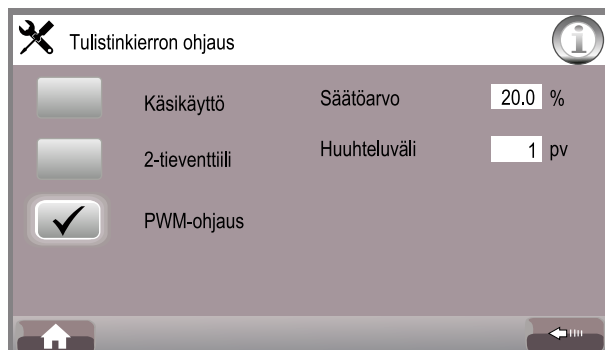 Tulistinkierron ohjaus
Käsikäyttö
Säätöarvo 20.0 %
2-tieventtiili
Huuhteluväli 1 pv
PWM-ohjaus